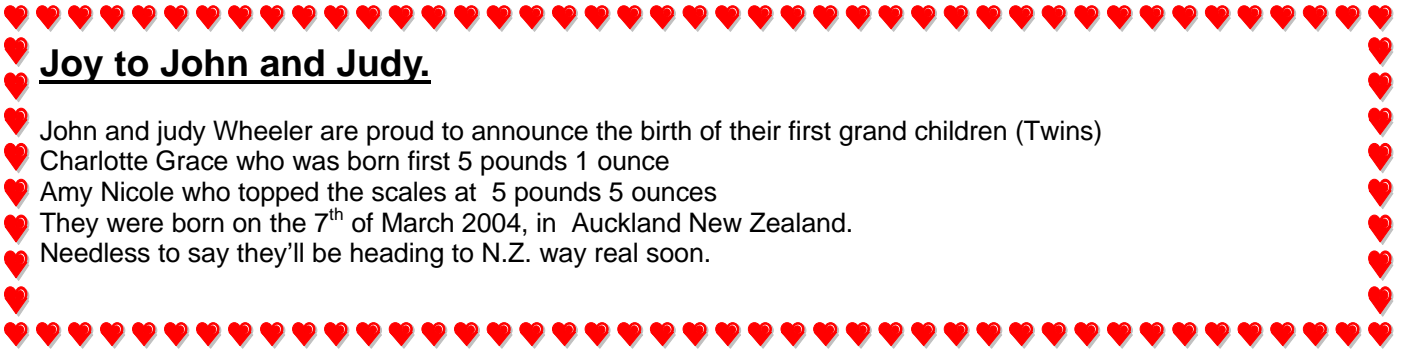 Joy to John and Judy.
John and judy Wheeler are proud to announce the birth of their first grand children (Twins)
Charlotte Grace who was born first 5 pounds 1 ounce
Amy Nicole who topped the scales at  5 pounds 5 ounces
They were born on the 7th of March 2004, in  Auckland New Zealand.
Needless to say they’ll be heading to N.Z. way real soon.